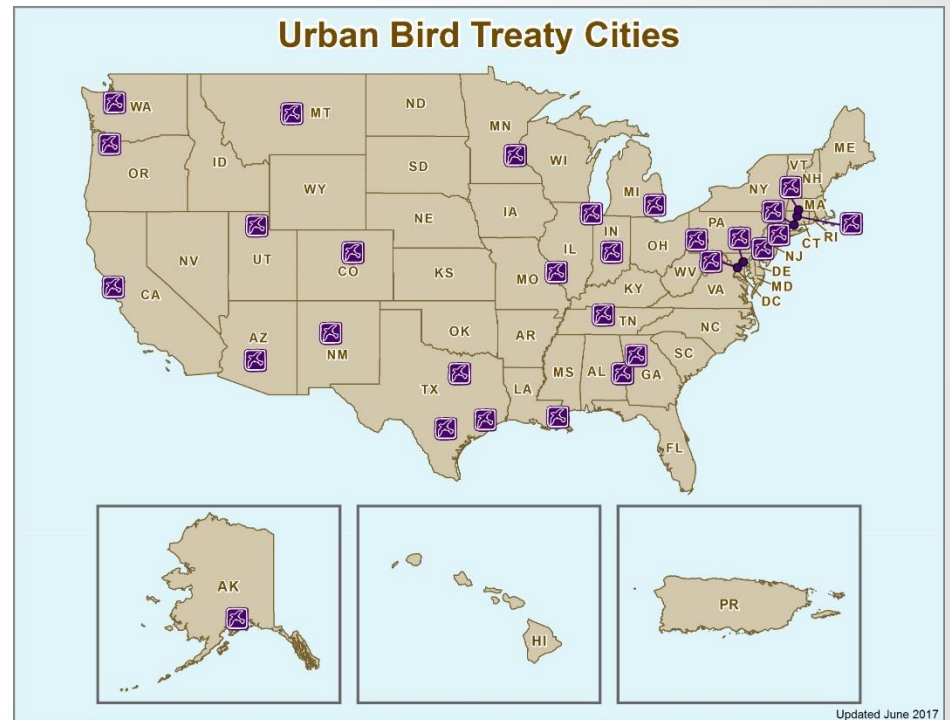 Urban Bird Treaty Cities
WA
MT
ND
MN
ME
VT
NH
OR
ID
SD
WI
MI
NY
MA
WY
RI
CT
NE
IA
PA
NJ
NV
UT
CO
IL
IN
OH
DE
MD
DC
CA
KS
MO
WV
VA
KY
AZ
NM
OK
AR
TN
NC
SC
TX
LA
MS
AL
GA
FL
AK
HI
PR
Updated June 2017